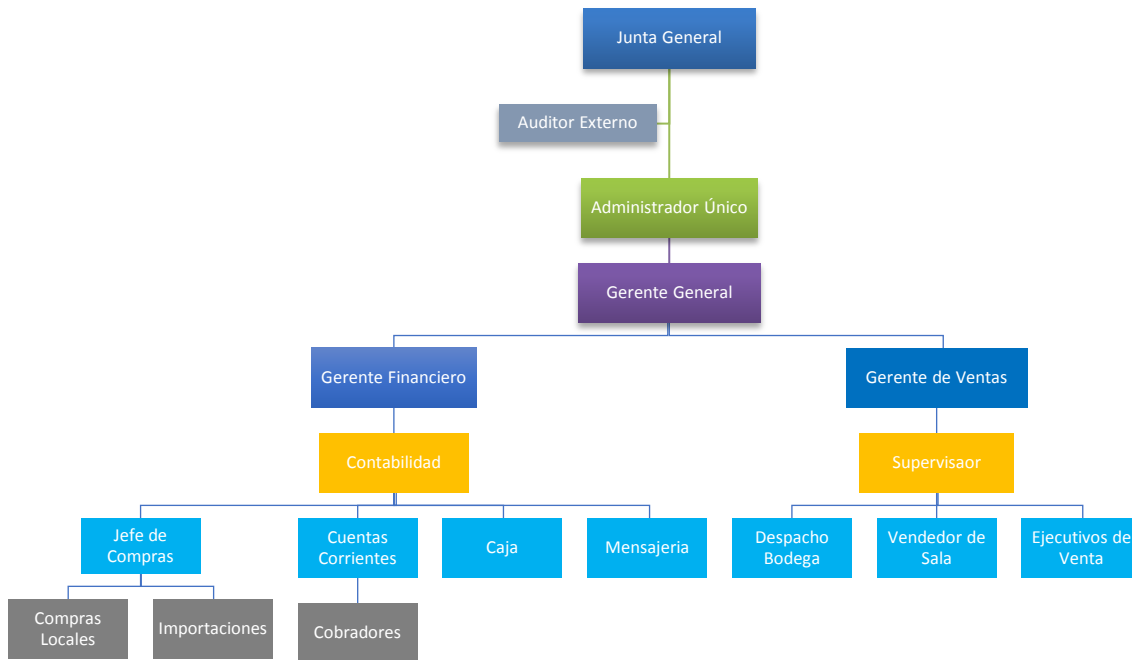 Junta General
Auditor Externo
Administrador Único
Gerente General
Gerente Financiero
Gerente de Ventas
Contabilidad
Supervisaor
Jefe de
Compras
Cuentas
Corrientes
Caja
Mensajeria
Despacho
Bodega
Vendedor de
Sala
Ejecutivos de
Venta
Compras
Locales
Importaciones
Cobradores